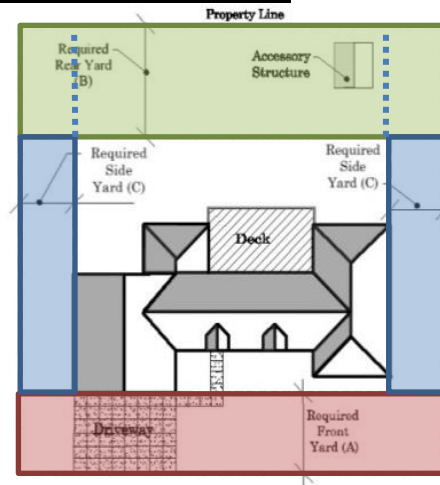 Property Line
Required
Rear Yard
(B)
Accessory
Structure
Required
Side
Yard (C)
Required
Side
Yard (C)
Deck
Driveway
Required
Front
Yard (A)